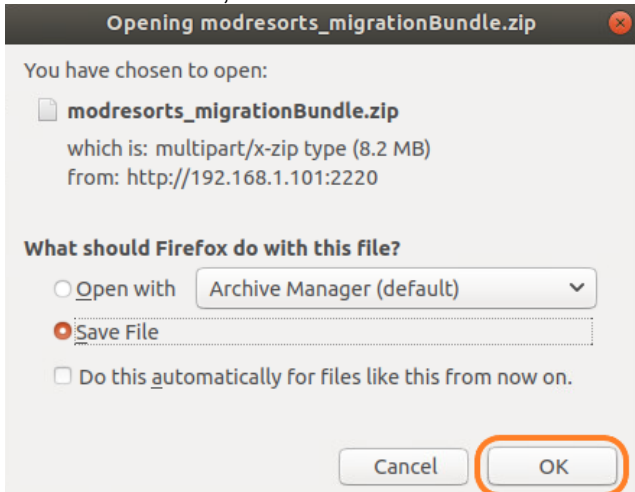 Opening modresorts_migrationBundle.zip
You have chosen to open:
modresorts_migrationBundle.zip
which is: multipart/x-zip type (8.2 MB)
from: http://192.168.1.101:2220
What should Firefox do with this file?
Open with Archive Manager (default)
Save File
Do this automatically for files like this from now on.
Cancel OK